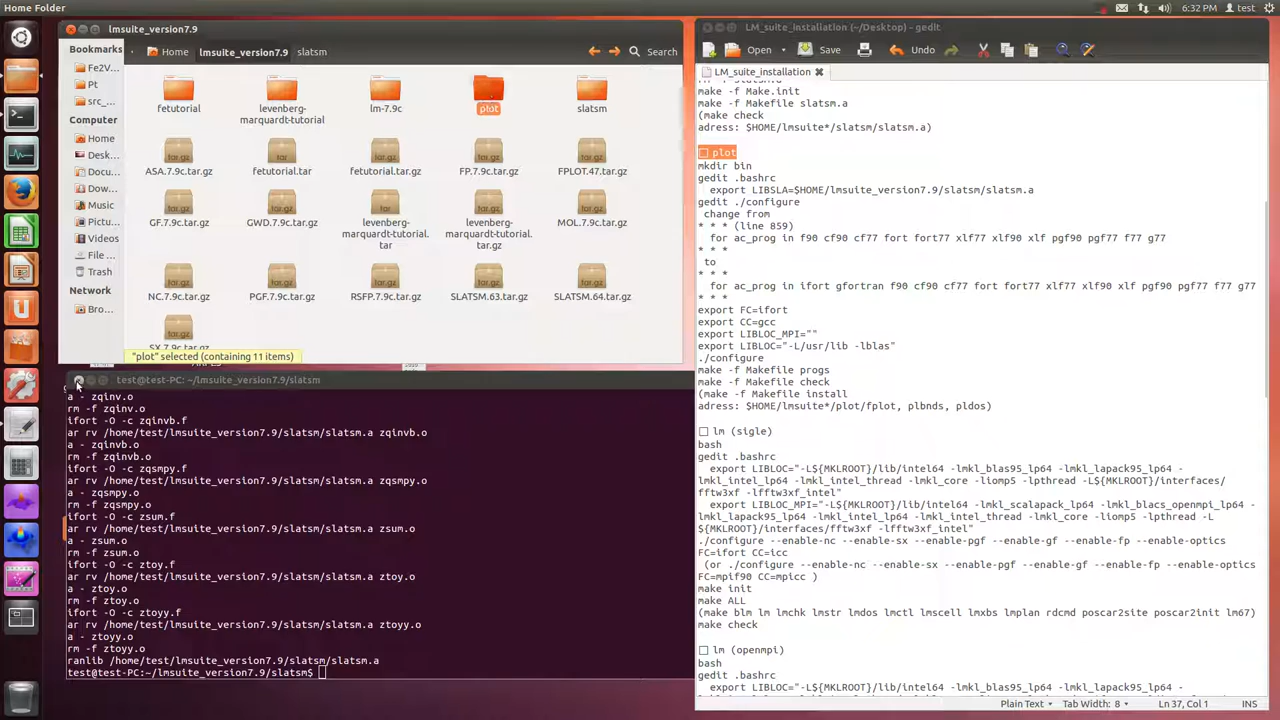 Home Folder
6:32 PM
test
lmsuite_version7.9
Bookmarks
Fe2V...
Pt
src_...
Computer
Home
Desk...
Docu...
Dow...
Music
Pictu...
Videos
File ...
Trash
Network
Bro...
Home
lmsuite_version7.9
slatsm
Search
fetutorial
levenberg-
marquardt-tutorial
lm-7.9c
plot
slatsm
ASA.7.9c.tar.gz
fetutorial.tar
fetutorial.tar.gz
FP.7.9c.tar.gz
FPLOT.47.tar.gz
GF.7.9c.tar.gz
GWD.7.9c.tar.gz
levenberg-
marquardt-tutorial.
tar
levenberg-
marquardt-tutorial.
tar.gz
MOL.7.9c.tar.gz
NC.7.9c.tar.gz
PGF.7.9c.tar.gz
RSFP.7.9c.tar.gz
SLATSM.63.tar.gz
SLATSM.64.tar.gz
SX.7.9c.tar.gz
"plot" selected (containing 11 items)
test@test-PC: ~/lmsuite_version7.9/slatsm
a - zqinv.o
rm -f zqinv.o
ifort -O -c zqinvb.f
ar rv /home/test/lmsuite_version7.9/slatsm/slatsm.a zqinvb.o
a - zqinvb.o
rm -f zqinvb.o
ifort -O -c zqsmpy.f
ar rv /home/test/lmsuite_version7.9/slatsm/slatsm.a zqsmpy.o
a - zqsmpy.o
rm -f zqsmpy.o
ifort -O -c zsum.f
ar rv /home/test/lmsuite_version7.9/slatsm/slatsm.a zsum.o
a - zsum.o
rm -f zsum.o
ifort -O -c ztoy.f
ar rv /home/test/lmsuite_version7.9/slatsm/slatsm.a ztoy.o
a - ztoy.o
rm -f ztoy.o
ifort -O -c ztoyy.f
ar rv /home/test/lmsuite_version7.9/slatsm/slatsm.a ztoyy.o
a - ztoyy.o
rm -f ztoyy.o
ranlib /home/test/lmsuite_version7.9/slatsm/slatsm.a
test@test-PC:~/lmsuite_version7.9/slatsm$
LM_suite_installation (~/Desktop) - gedit
Open
Save
Undo
LM_suite_installation
make -f Make.init
make -f Makefile slatsm.a
(make check
adress: $HOME/lmsuite*/slatsm/slatsm.a)
□ plot
mkdir bin
gedit .bashrc
export LIBSLA=$HOME/lmsuite_version7.9/slatsm/slatsm.a
gedit ./configure
change from
* * * (line 859)
for ac_prog in f90 cf90 cf77 fort fort77 xlf77 xlf90 xlf pgf90 pgf77 f77 g77
* * *
to
* * *
for ac_prog in ifort gfortran f90 cf90 cf77 fort fort77 xlf77 xlf90 xlf pgf90 pgf77 f77 g77
* * *
export FC=ifort
export CC=gcc
export LIBLOC_MPI=""
export LIBLOC="-L/usr/lib -lblas"
./configure
make -f Makefile progs
make -f Makefile check
(make -f Makefile install
adress: $HOME/lmsuite*/plot/fplot, plbnds, pldos)
□ lm (sigle)
bash
gedit .bashrc
export LIBLOC="-L${MKLROOT}/lib/intel64 -lmkl_blas95_lp64 -lmkl_lapack95_lp64 -
lmkl_intel_lp64 -lmkl_intel_thread -lmkl_core -liomp5 -lpthread -L${MKLROOT}/interfaces/
fftw3xf -lfftw3xf_intel"
export LIBLOC_MPI="-L${MKLROOT}/lib/intel64 -lmkl_scalapack_lp64 -lmkl_blacs_openmpi_lp64 -
lmkl_lapack95_lp64 -lmkl_intel_lp64 -lmkl_intel_thread -lmkl_core -liomp5 -lpthread -L
${MKLROOT}/interfaces/fftw3xf -lfftw3xf_intel"
./configure --enable-nc --enable-sx --enable-pgf --enable-gf --enable-fp --enable-optics
FC=ifort CC=icc
(or ./configure --enable-nc --enable-sx --enable-pgf --enable-gf --enable-fp --enable-optics
FC=mpif90 CC=mpicc )
make init
make ALL
(make blm lm lmchk lmstr lmdos lmctl lmscell lmxbs lmplan rdcmd poscar2site poscar2init lm67)
make check
□ lm (openmpi)
bash
gedit .bashrc
export LIBLOC="-L${MKLROOT}/lib/intel64 -lmkl_blas95_lp64 -lmkl_lapack95_lp64 -
Plain Text
Tab Width: 8
Ln 37, Col 1
INS